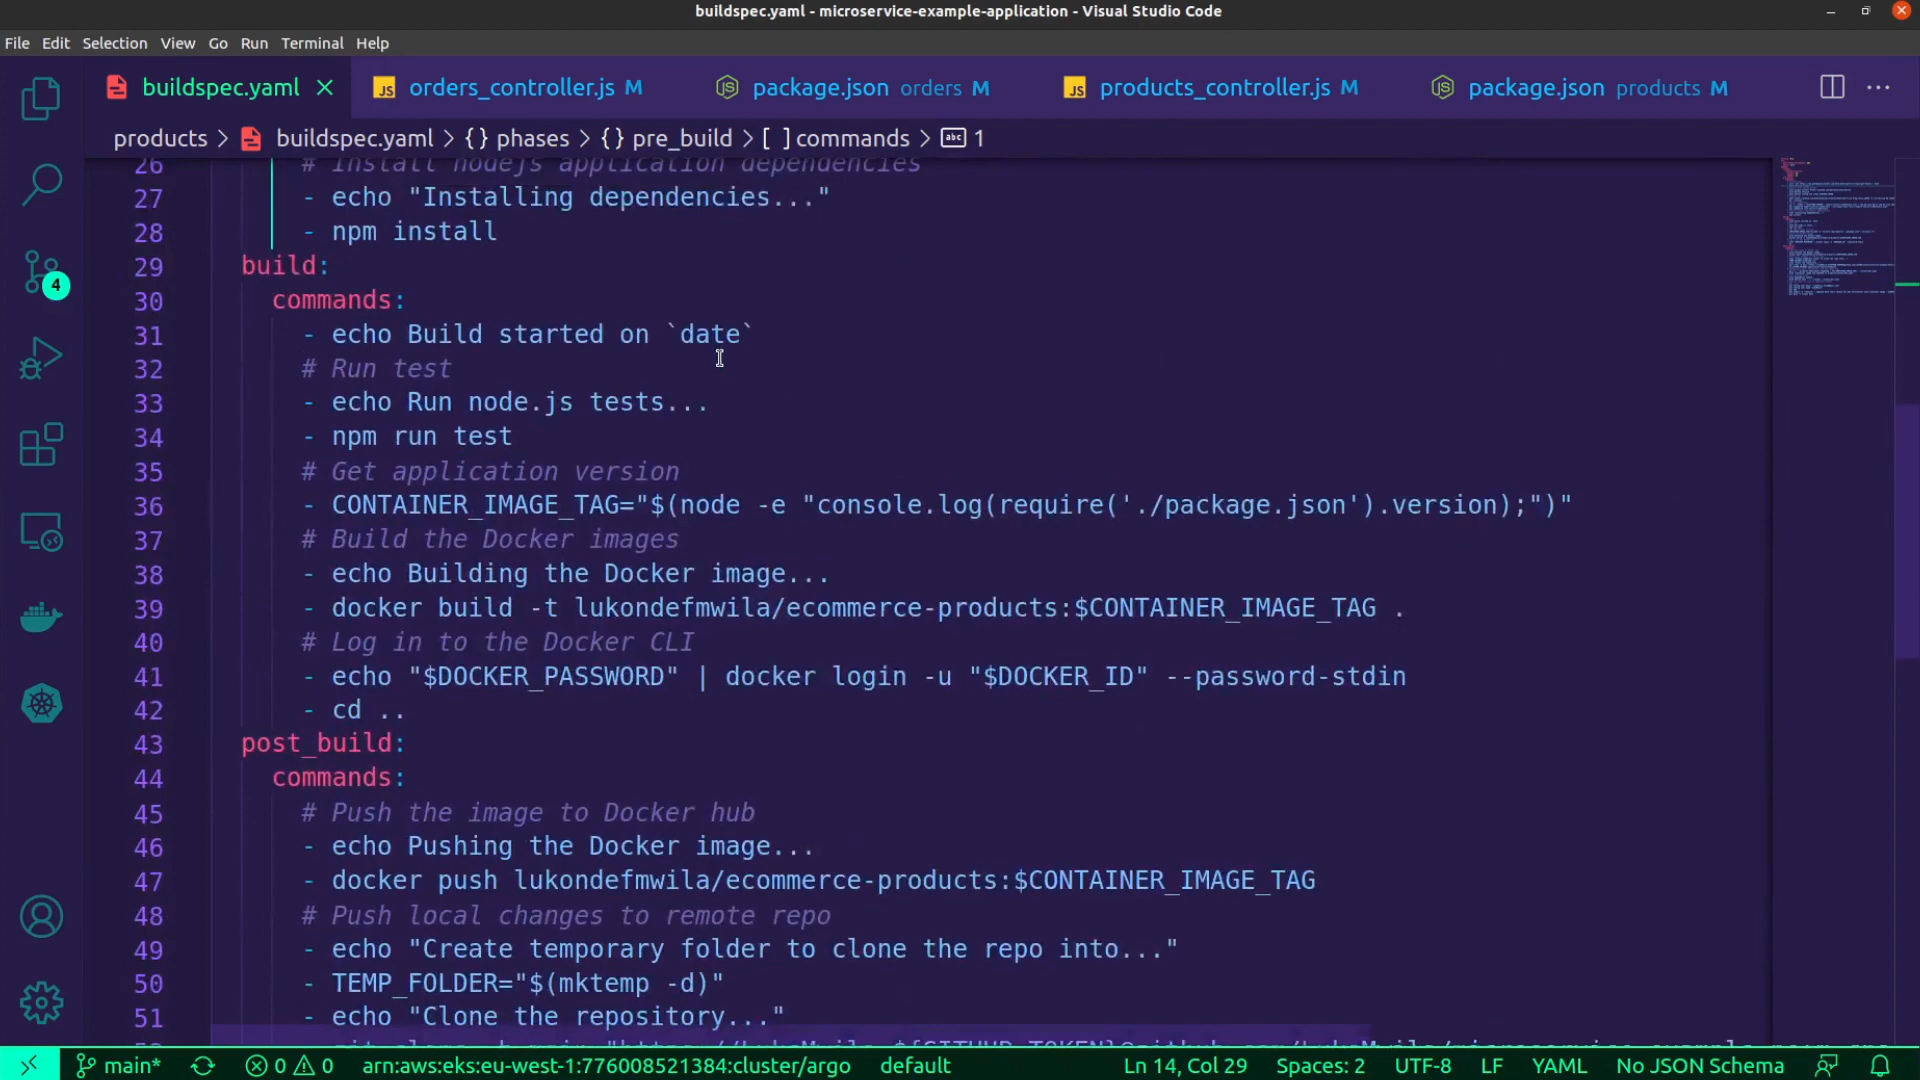 buildspec.yaml - microservice-example-application - Visual Studio Code
File Edit Selection View Go Run Terminal Help
buildspec.yaml JS orders_controller.js M package.json orders M JS products_controller.js M package.json products M
products > buildspec.yaml > {} phases > {} pre_build > [ ] commands > abc 1
26 # Install nodejs application dependencies
27 - echo "Installing dependencies..."
28 - npm install
29 build:
30 commands:
31 - echo Build started on `date`
32 # Run test
33 - echo Run node.js tests...
34 - npm run test
35 # Get application version
36 - CONTAINER_IMAGE_TAG="$(node -e "console.log(require('./package.json').version);")"
37 # Build the Docker images
38 - echo Building the Docker image...
39 - docker build -t lukondefmwila/ecommerce-products:$CONTAINER_IMAGE_TAG .
40 # Log in to the Docker CLI
41 - echo "$DOCKER_PASSWORD" | docker login -u "$DOCKER_ID" --password-stdin
42 - cd ..
43 post_build:
44 commands:
45 # Push the image to Docker hub
46 - echo Pushing the Docker image...
47 - docker push lukondefmwila/ecommerce-products:$CONTAINER_IMAGE_TAG
48 # Push local changes to remote repo
49 - echo "Create temporary folder to clone the repo into..."
50 - TEMP_FOLDER="$(mktemp -d)"
51 - echo "Clone the repository..."
4
main* 0 0 arn:aws:eks:eu-west-1:776008521384:cluster/argo default Ln 14, Col 29 Spaces: 2 UTF-8 LF YAML No JSON Schema